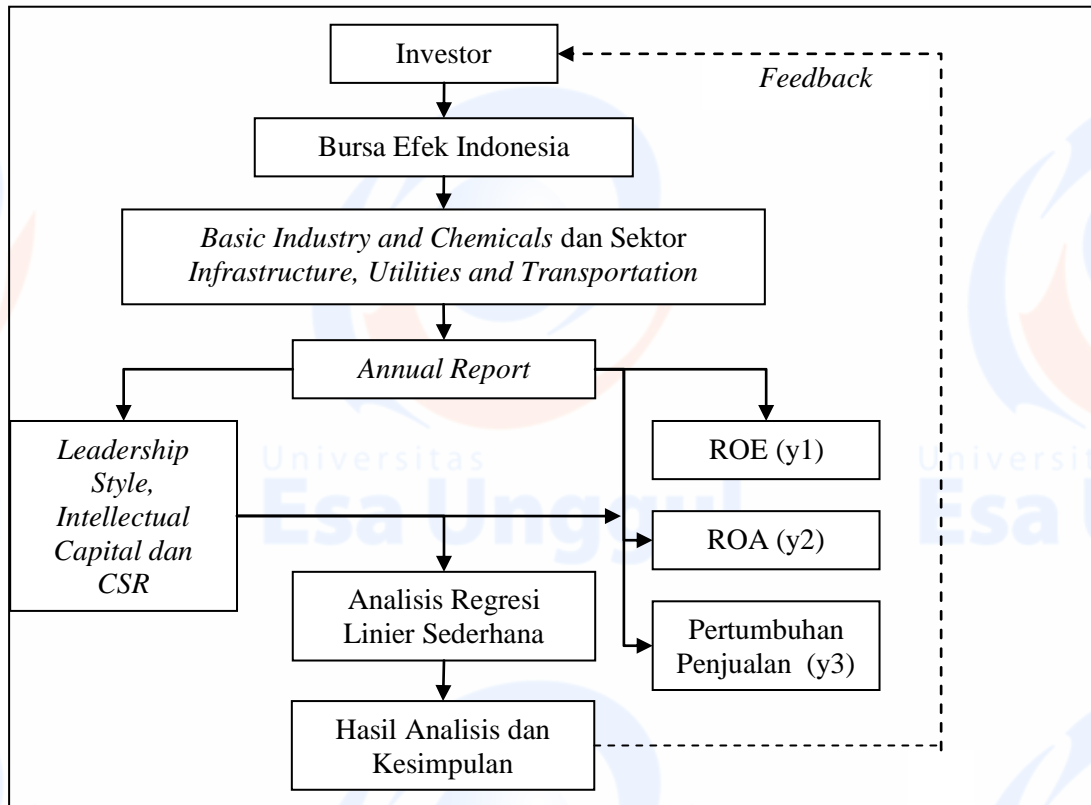 Investor
Feedback
Bursa Efek Indonesia
Basic Industry and Chemicals dan Sektor
Infrastructure, Utilities and Transportation
Annual Report
Leadership
Style,
Intellectual
Capital dan
CSR
ROE (y1)
Universitas
Esa Unggul
Universit
Esa
ROA (y2)
Analisis Regresi
Linier Sederhana
Pertumbuhan
Penjualan (y3)
Hasil Analisis dan
Kesimpulan